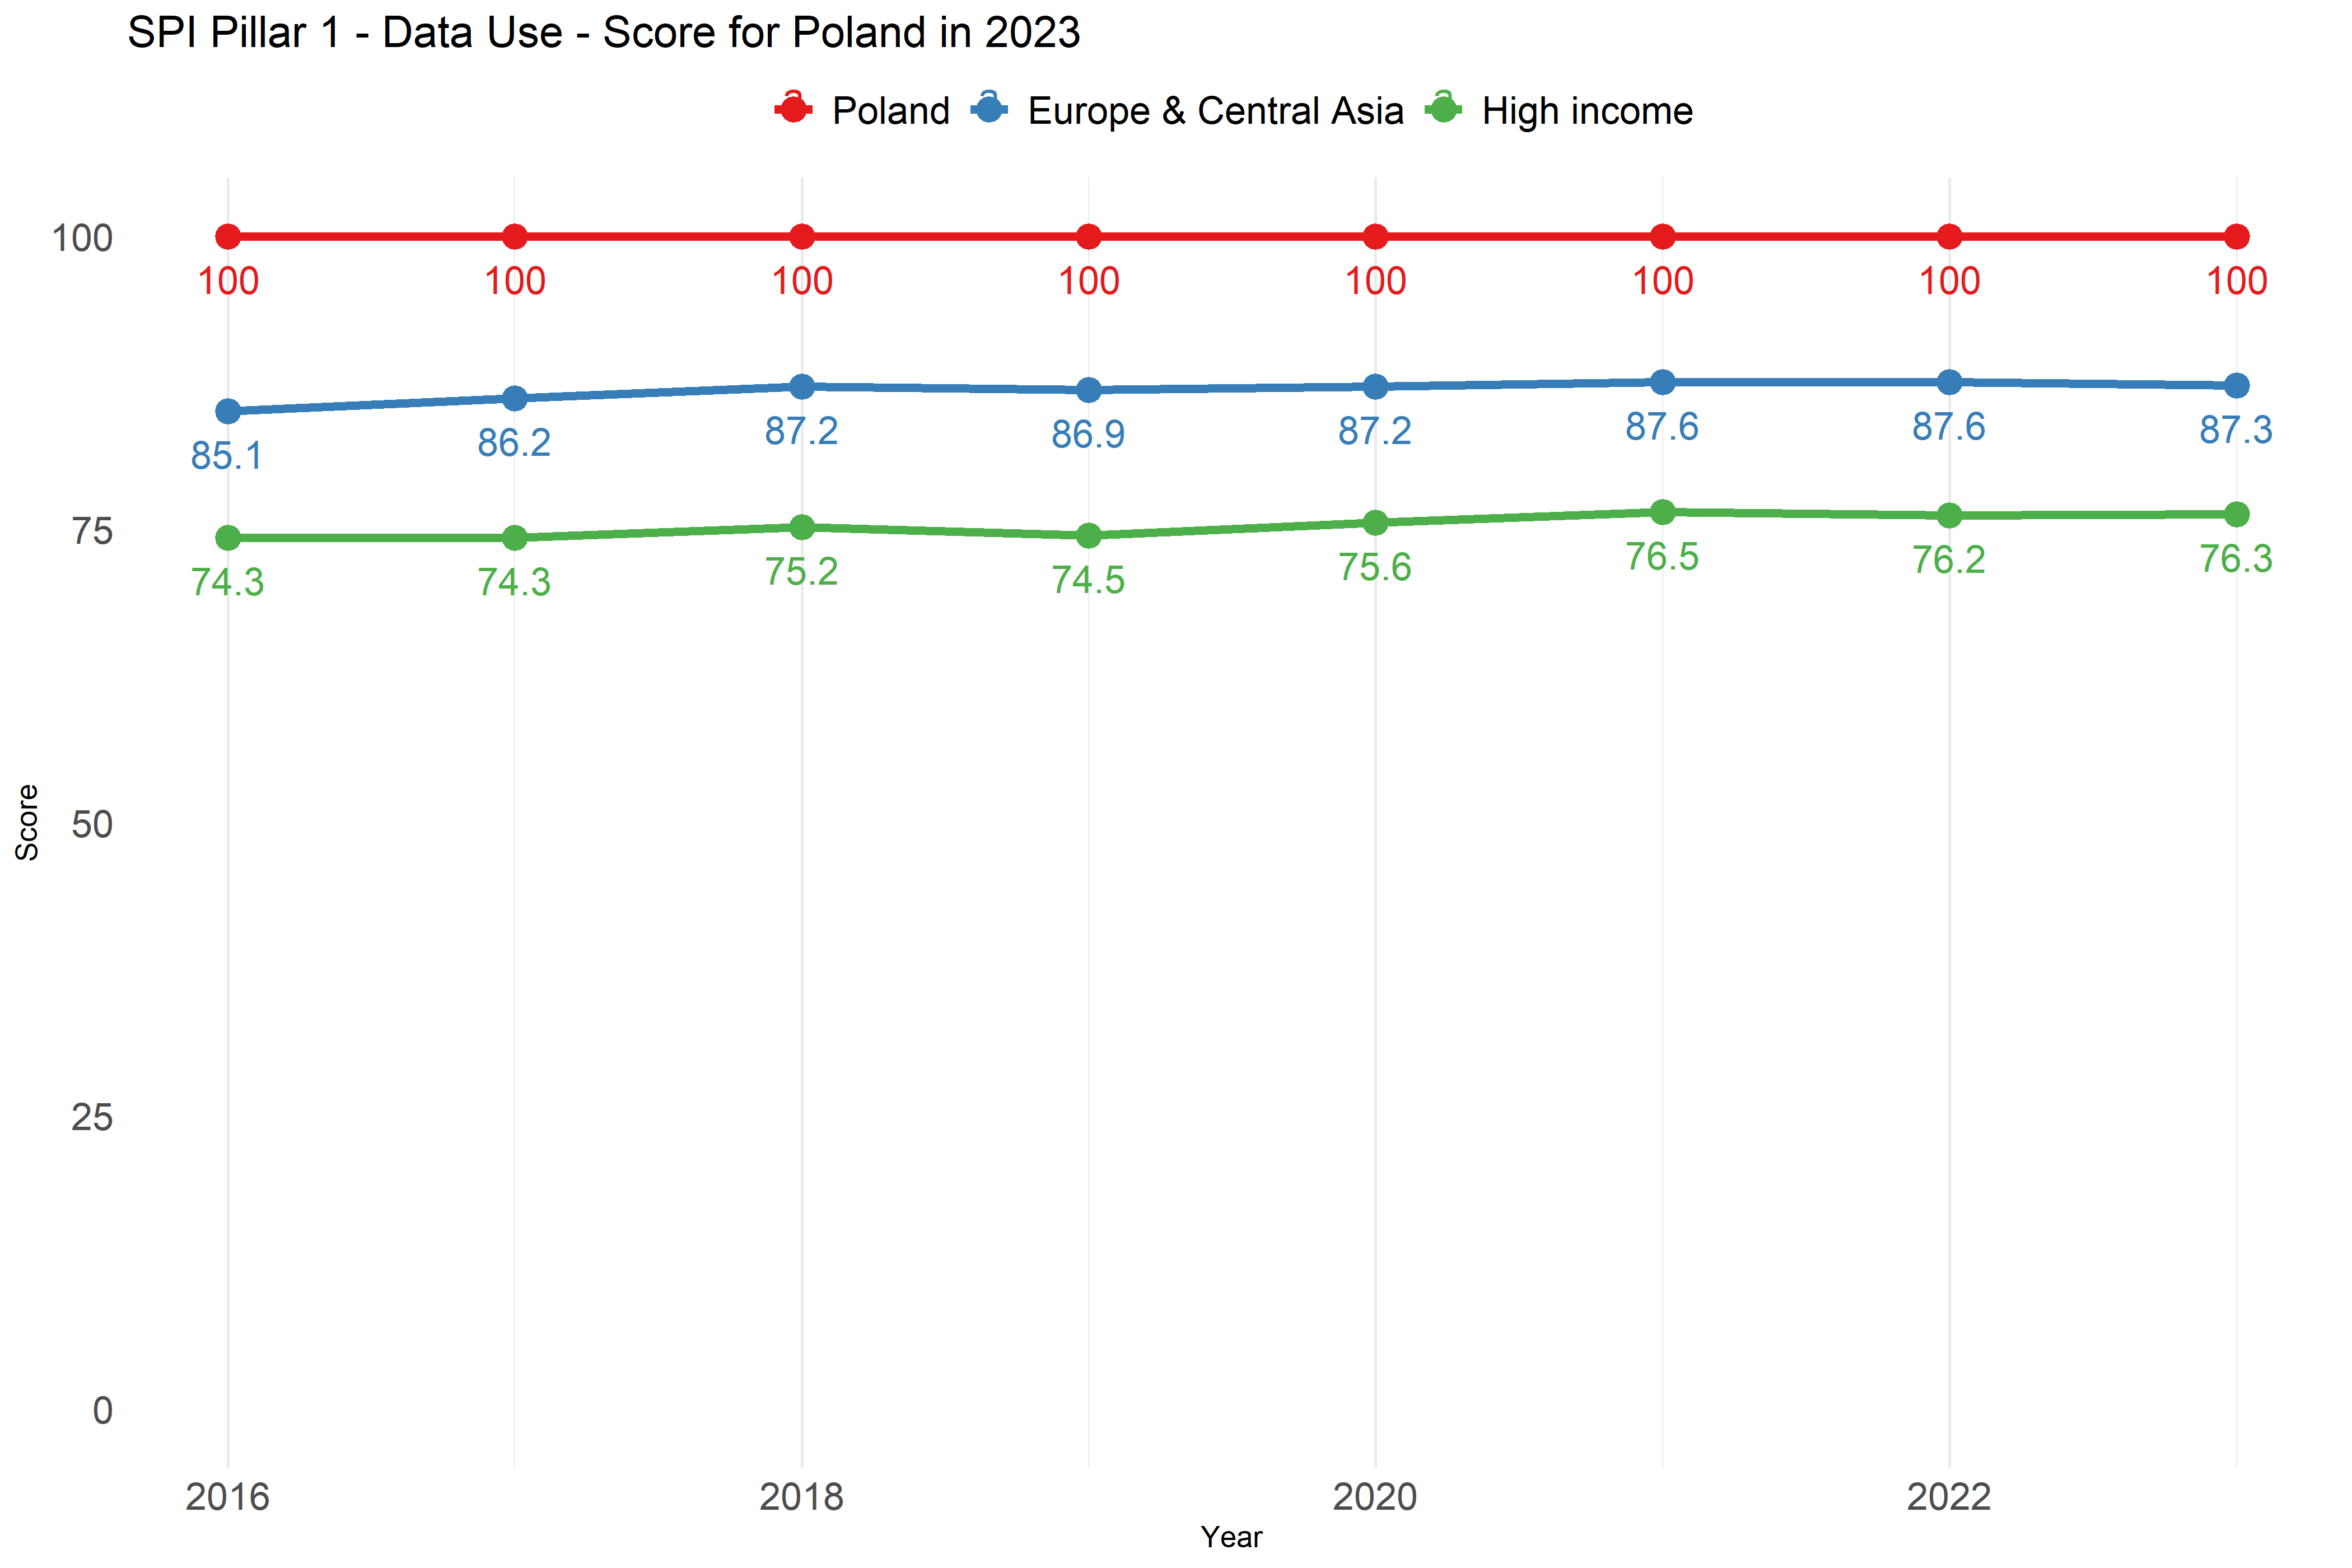 SPI Pillar 1 - Data Use - Score for Poland in 2023
Poland Europe & Central Asia High income
100
100 100 100 100 100 100 100 100
85.1 86.2 87.2 86.9 87.2 87.6 87.6 87.3
75
74.3 74.3 75.2 74.5 75.6 76.5 76.2 76.3
50
Score
25
0
2016 2018 2020 2022
Year